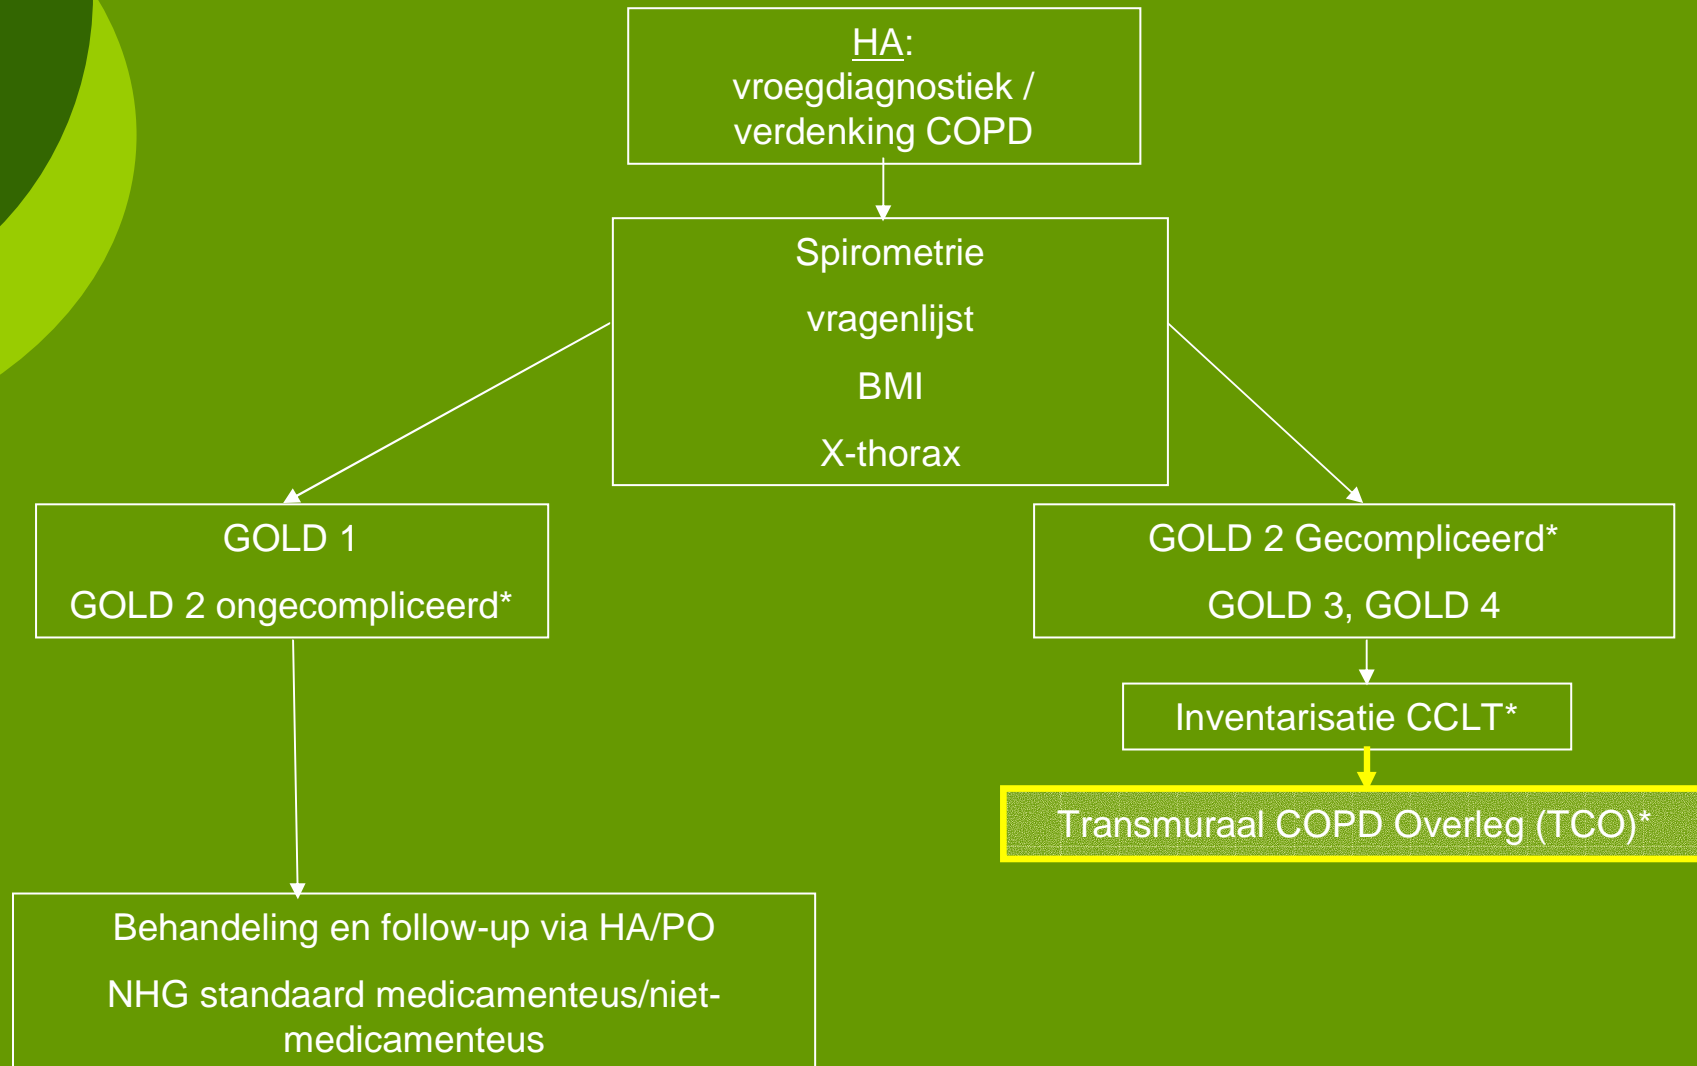 HA:
vroegdiagnostiek /
verdenking COPD
Spirometrie
vragenlijst
BMI
X-thorax
GOLD 1
GOLD 2 ongecompliceerd*
GOLD 2 Gecompliceerd*
GOLD 3, GOLD 4
Inventarisatie CCLT*
Transmuraal COPD Overleg (TCO)*
Behandeling en follow-up via HA/PO
NHG standaard medicamenteus/niet-
medicamenteus